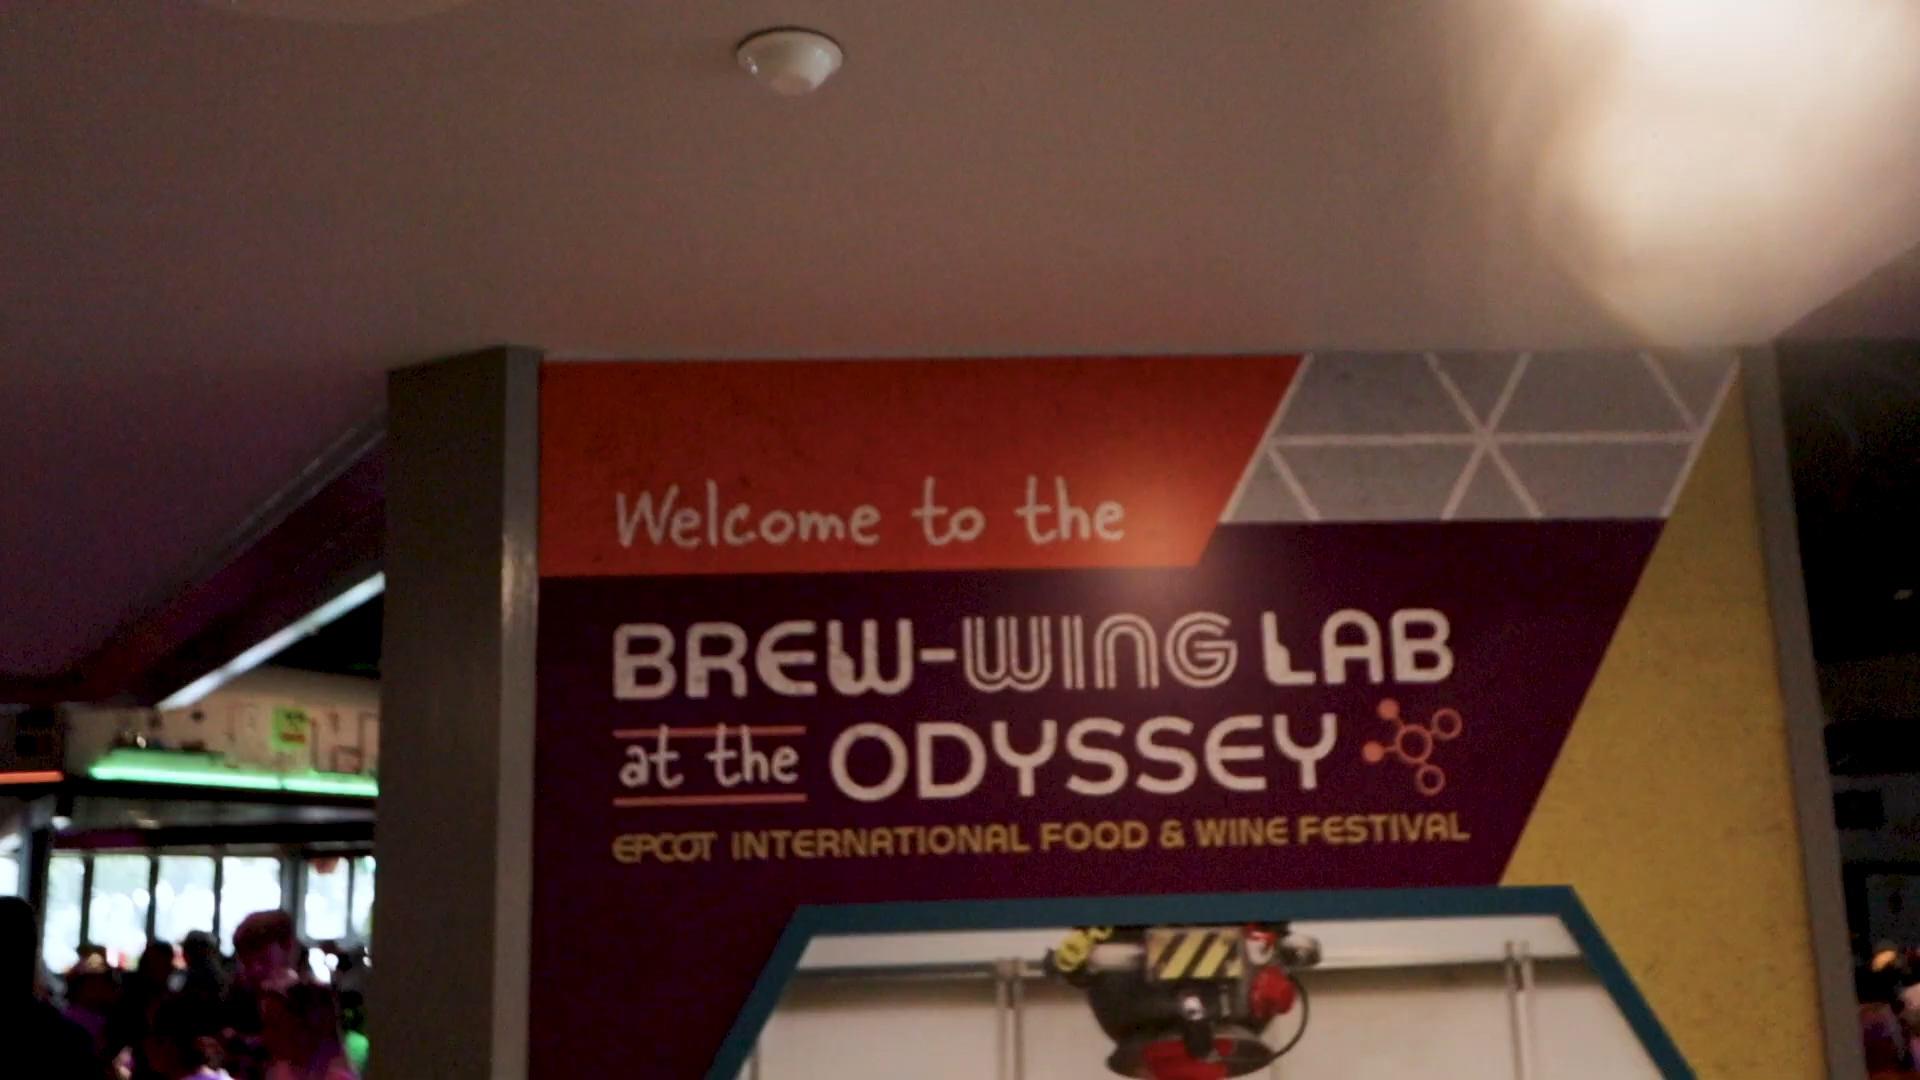 Welcome to the
BREW-WING LAB
at the ODYSSEY
EPCOT INTERNATIONAL FOOD & WINE FESTIVAL